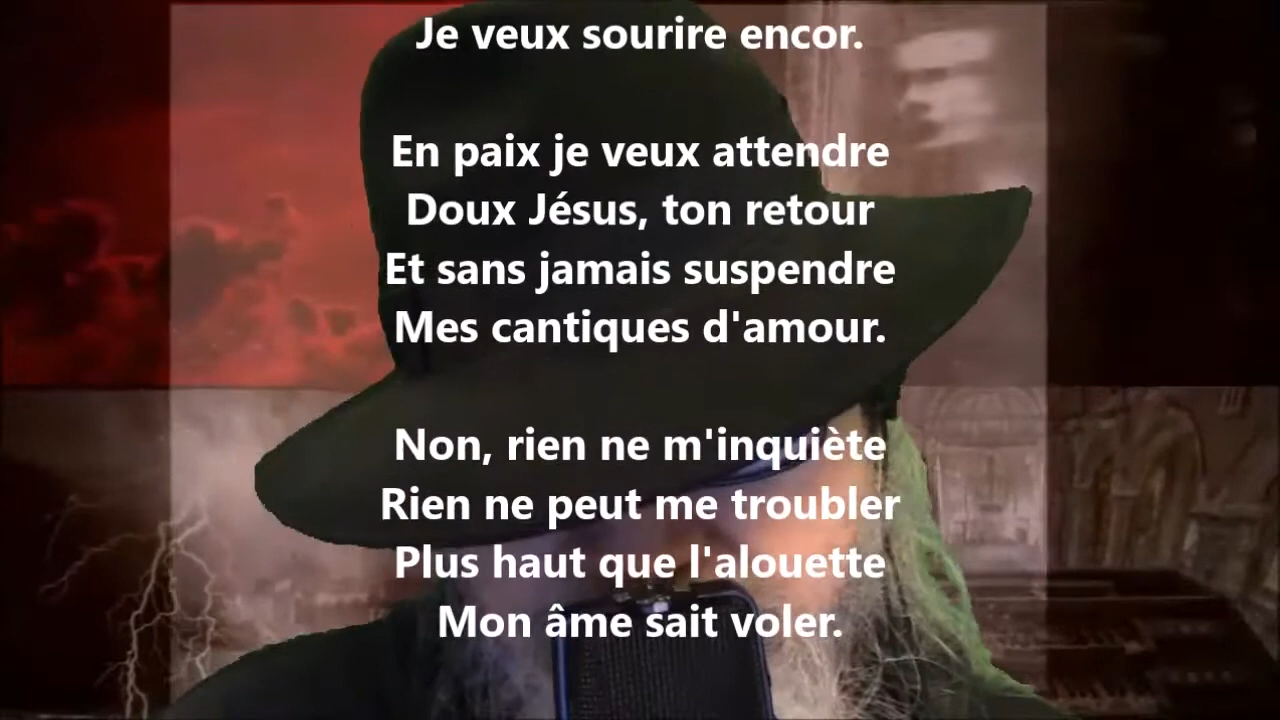 Je veux sourire encor.
En paix je veux attendre
Doux Jésus, ton retour
Et sans jamais suspendre
Mes cantiques d'amour.
Non, rien ne m'inquiète
Rien ne peut me troubler
Plus haut que l'alouette
Mon âme sait voler.